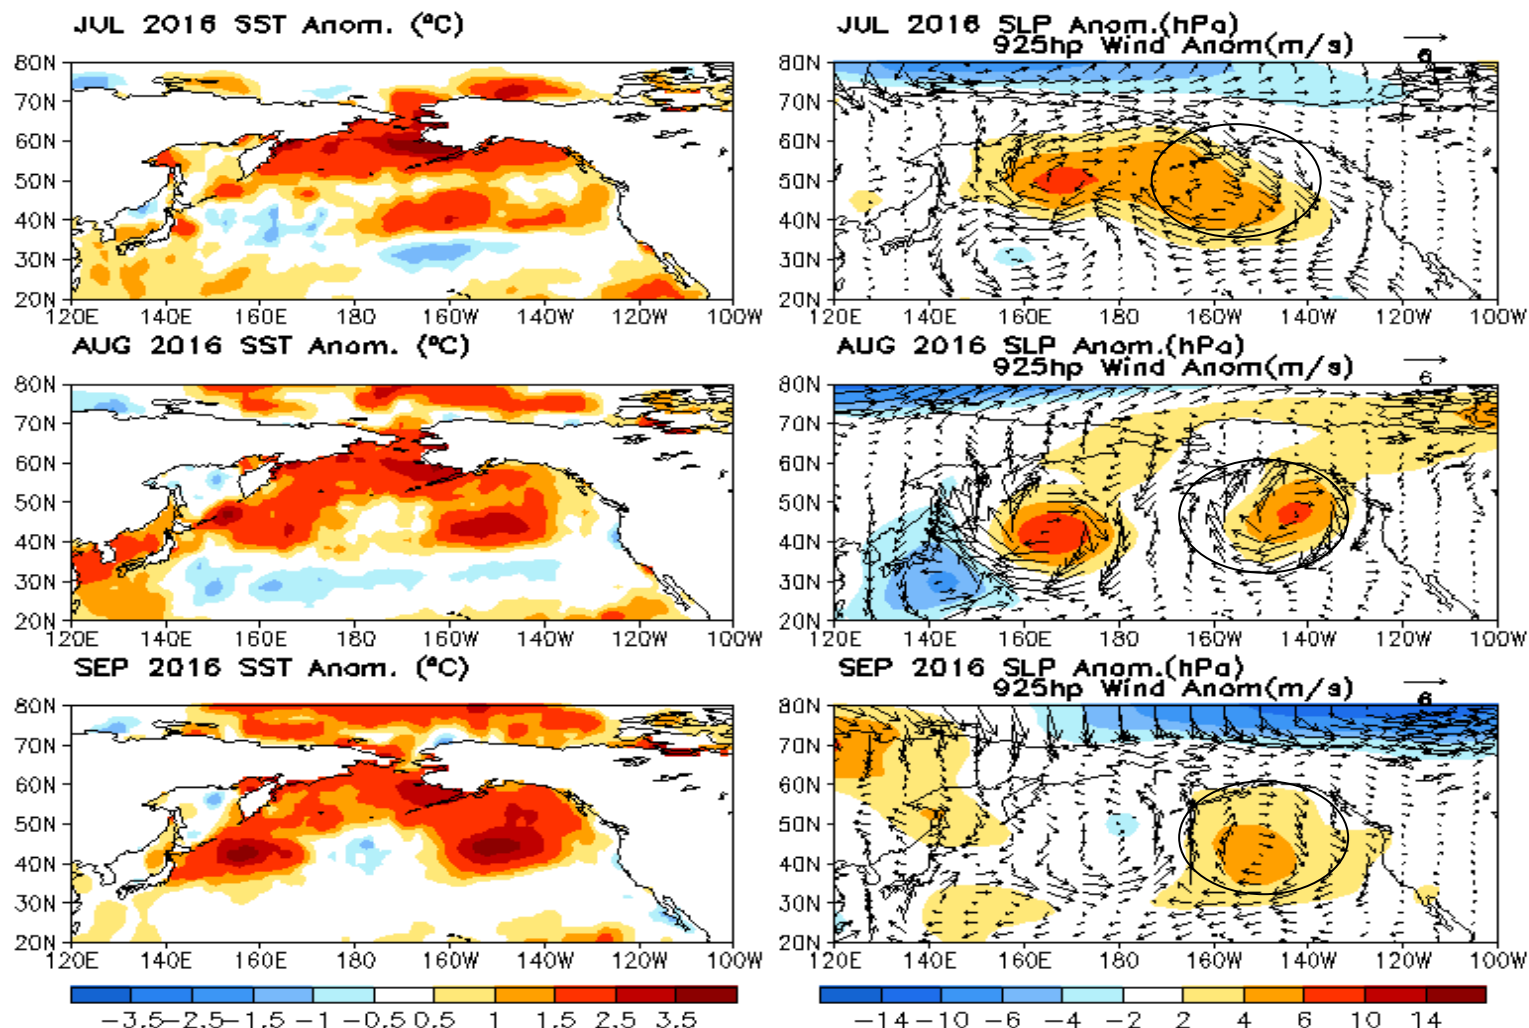 JUL 2016 SST Anom. (ºC)
JUL 2016 SLP Anom.(hPa)
925hp Wind Anom(m/s)
6
80N
70N
60N
50N
40N
30N
20N
120E 140E 160E 180 160W 140W 120W 100W
80N
70N
60N
50N
40N
30N
20N
120E 140E 160E 180 160W 140W 120W 100W
AUG 2016 SST Anom. (ºC)
AUG 2016 SLP Anom.(hPa)
925hp Wind Anom(m/s)
6
80N
70N
60N
50N
40N
30N
20N
120E 140E 160E 180 160W 140W 120W 100W
80N
70N
60N
50N
40N
30N
20N
120E 140E 160E 180 160W 140W 120W 100W
SEP 2016 SST Anom. (ºC)
SEP 2016 SLP Anom.(hPa)
925hp Wind Anom(m/s)
6
80N
70N
60N
50N
40N
30N
20N
120E 140E 160E 180 160W 140W 120W 100W
80N
70N
60N
50N
40N
30N
20N
120E 140E 160E 180 160W 140W 120W 100W
-3.5 -2.5 -1.5 -1 -0.5 0.5 1 1.5 2.5 3.5
-14 -10 -6 -4 -2 2 4 6 10 14